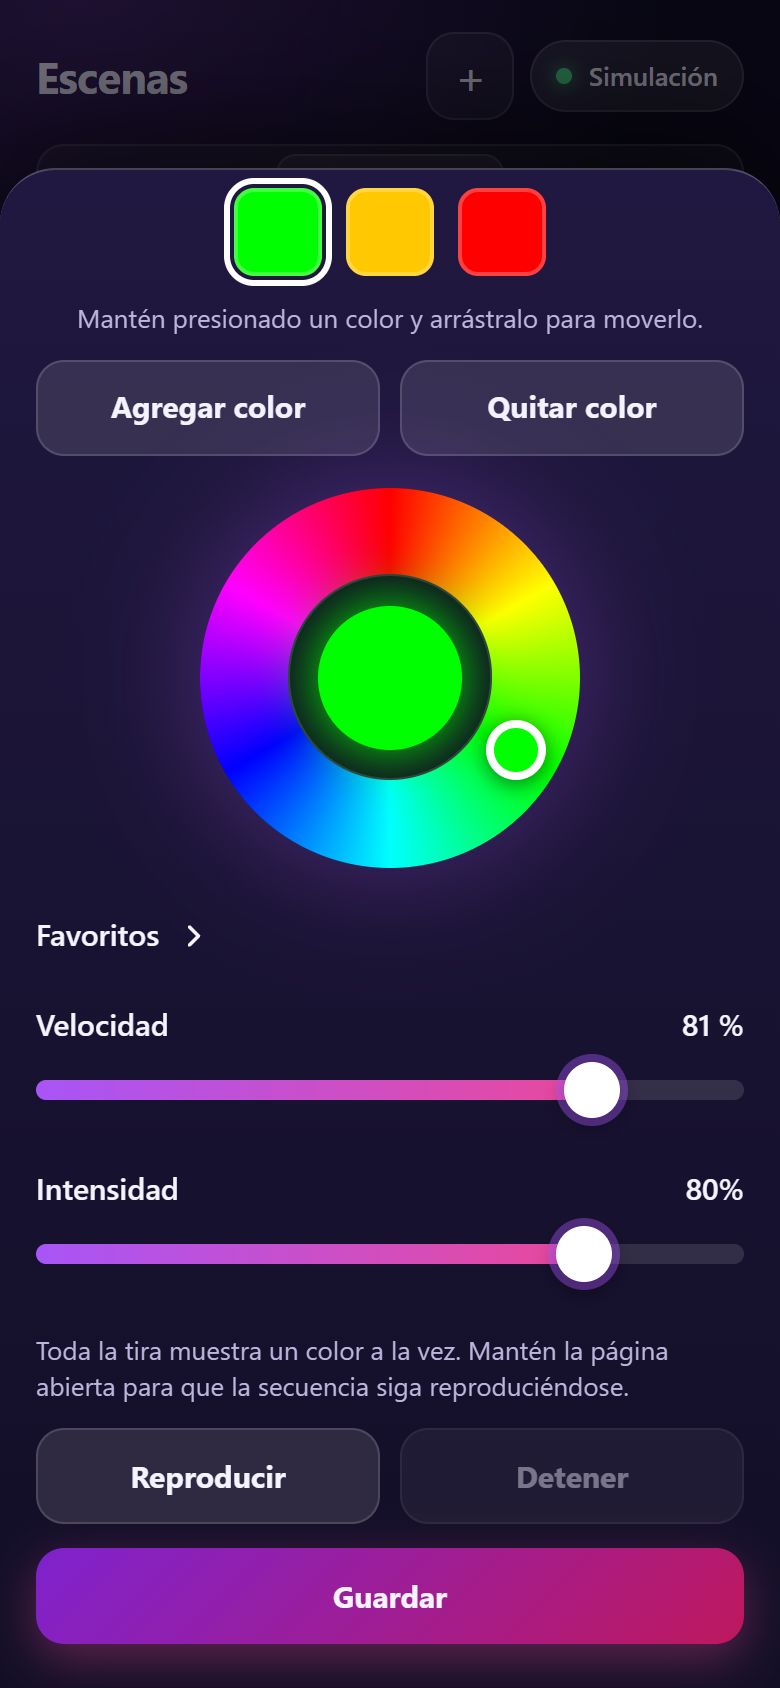 Escenas
+
Simulación
Mantén presionado un color y arrástralo para moverlo.
Agregar color
Quitar color
Favoritos
Velocidad
81 %
Intensidad
80%
Toda la tira muestra un color a la vez. Mantén la página
abierta para que la secuencia siga reproduciéndose.
Reproducir
Detener
Guardar